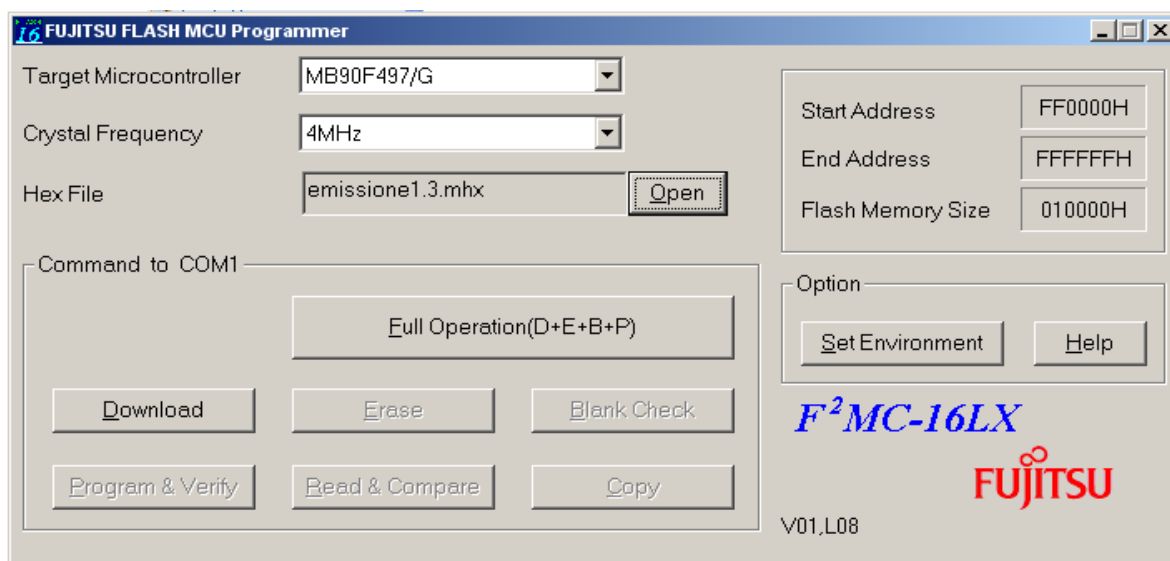 16 FUJITSU FLASH MCU Programmer
Target Microcontroller MB90F497/G
Crystal Frequency 4MHz
Hex File emissione1.3.mhx Open
Start Address FF0000H
End Address FFFFFFH
Flash Memory Size 010000H
Command to COM1
Full Operation(D+E+B+P)
Download Erase Blank Check
Program & Verify Read & Compare Copy
Option
Set Environment Help
F²MC-16LX
FUJITSU
V01,L08